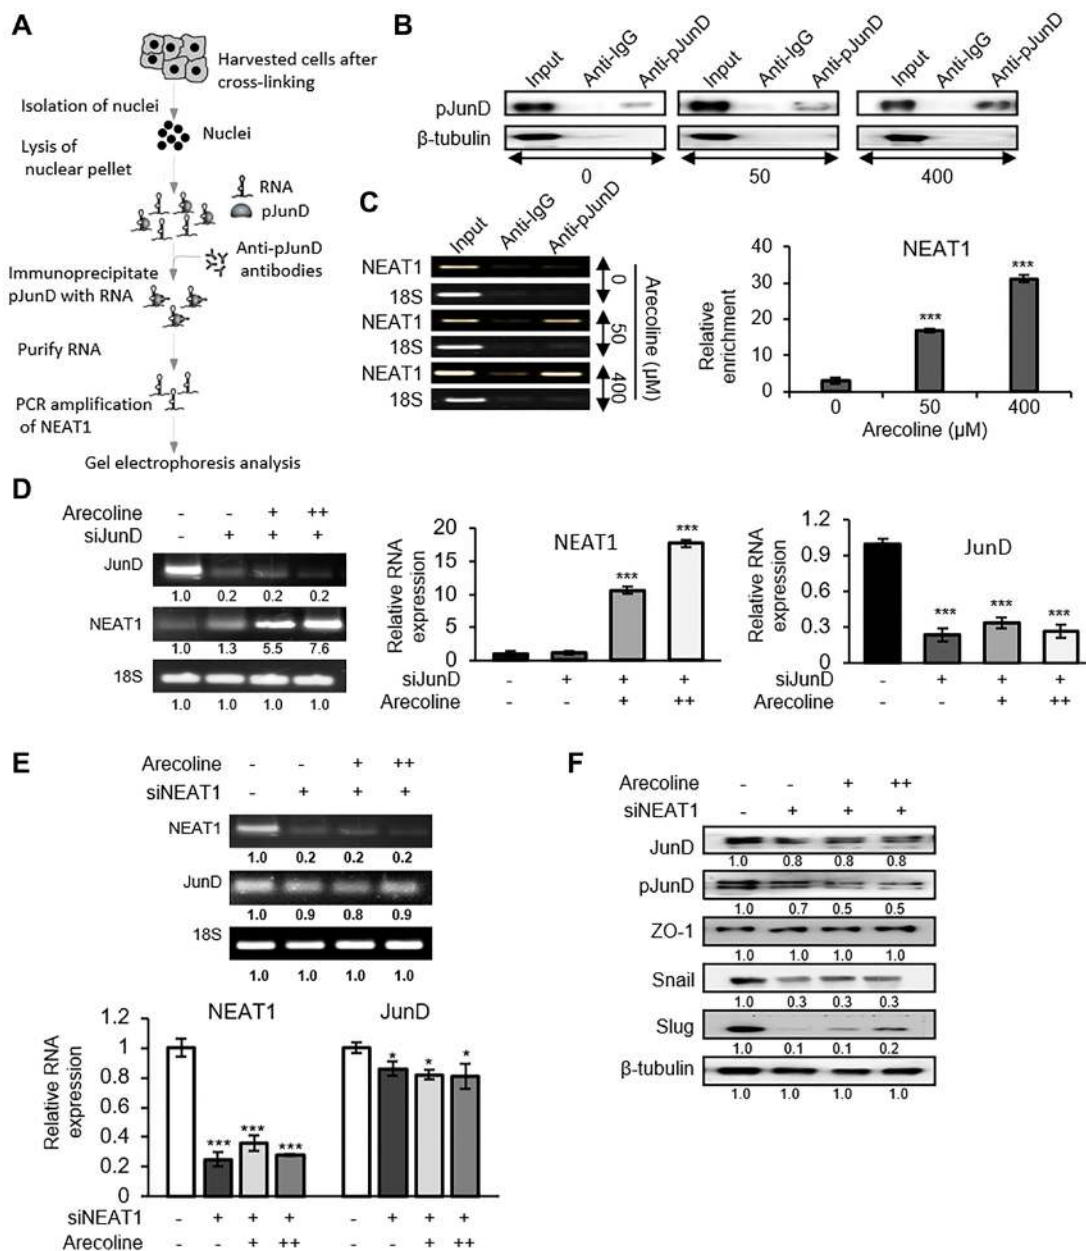 A
Harvested cells after
cross-linking
Isolation of nuclei
Nuclei
Lysis of
nuclear pellet
RNA
pJunD
Anti-pJunD
antibodies
Immunoprecipitate
pJunD with RNA
Purify RNA
PCR amplification
of NEAT1
Gel electrophoresis analysis
B
Input Anti-IgG Anti-pJunD Input Anti-IgG Anti-pJunD Input Anti-IgG Anti-pJunD
pJunD
β-tubulin
0 50 400
C
Input Anti-IgG Anti-pJunD
NEAT1
18S
0
NEAT1
18S
50
NEAT1
18S
400
Arecoline (µM)
NEAT1
40
30
20
10
0
Relative
enrichment
*** ***
0 50 400
Arecoline (µM)
D
Arecoline - - + ++
siJunD - + + +
JunD
1.0 0.2 0.2 0.2
NEAT1
1.0 1.3 5.5 7.6
18S
1.0 1.0 1.0 1.0
NEAT1
20
15
10
5
0
Relative RNA
expression
*** ***
siJunD - + + +
Arecoline - - + ++
JunD
1.2
0.9
0.6
0.3
0
Relative RNA
expression
*** *** ***
siJunD - + + +
Arecoline - - + ++
E
Arecoline - - + ++
siNEAT1 - + + +
NEAT1
1.0 0.2 0.2 0.2
JunD
1.0 0.9 0.8 0.9
18S
1.0 1.0 1.0 1.0
NEAT1 JunD
1.2
1
0.8
0.6
0.4
0.2
0
Relative RNA
expression
*** *** *** * * *
siNEAT1 - + + + - + + +
Arecoline - - + ++ - - + ++
F
Arecoline - - + ++
siNEAT1 - + + +
JunD
1.0 0.8 0.8 0.8
pJunD
1.0 0.7 0.5 0.5
ZO-1
1.0 1.0 1.0 1.0
Snail
1.0 0.3 0.3 0.3
Slug
1.0 0.1 0.1 0.2
β-tubulin
1.0 1.0 1.0 1.0